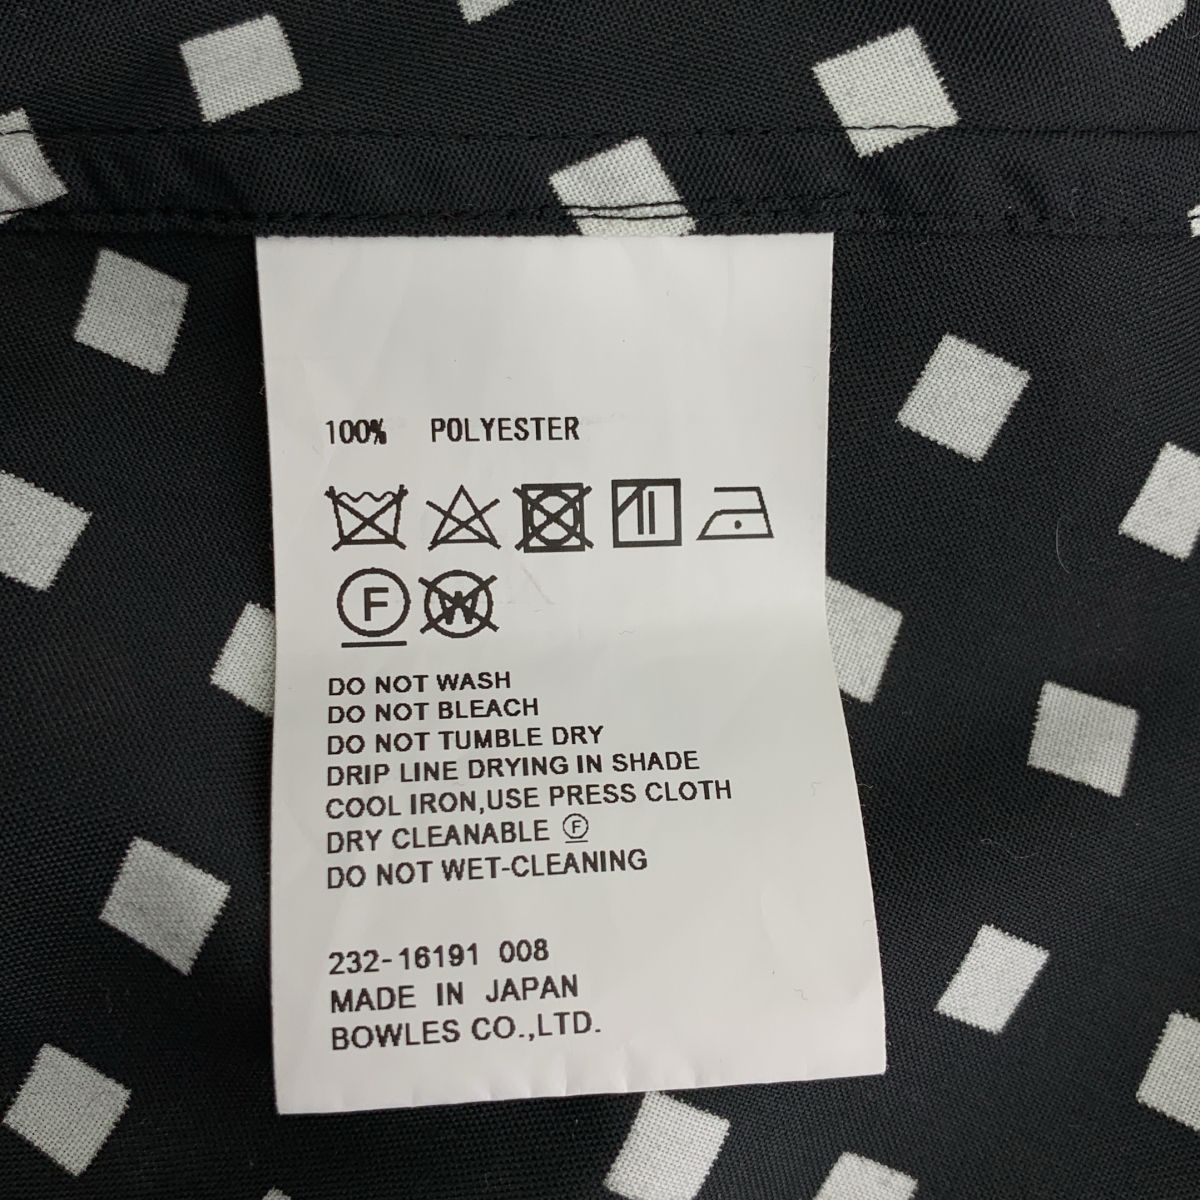 100% POLYESTER
F W
DO NOT WASH
DO NOT BLEACH
DO NOT TUMBLE DRY
DRIP LINE DRYING IN SHADE
COOL IRON,USE PRESS CLOTH
DRY CLEANABLE Ⓕ
DO NOT WET-CLEANING
232-16191 008
MADE IN JAPAN
BOWLES CO.,LTD.